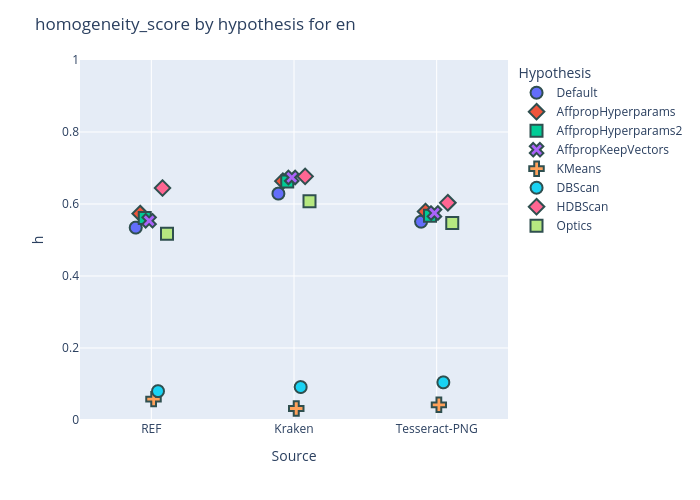 homogeneity_score by hypothesis for en
1
0.8
0.6
0.4
0.2
0
h
REF
Kraken
Tesseract-PNG
Source
Hypothesis
Default
AffpropHyperparams
AffpropHyperparams2
AffpropKeepVectors
KMeans
DBScan
HDBScan
Optics